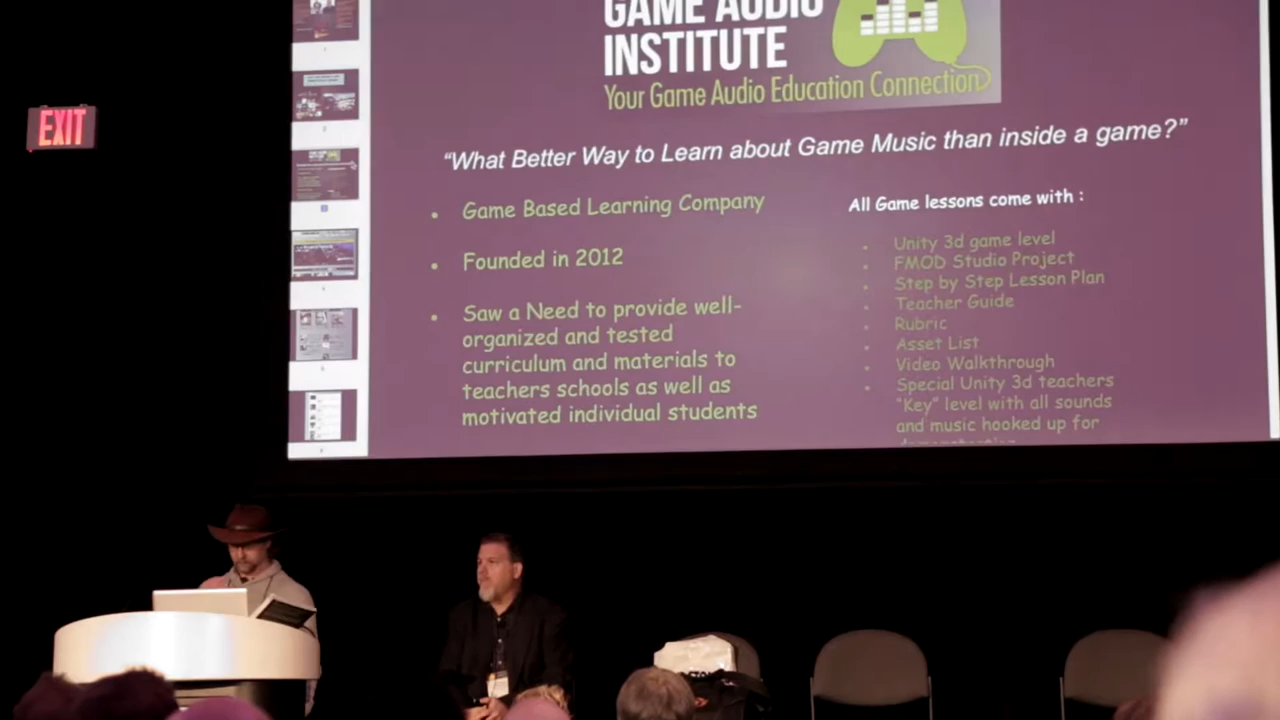 GAME AUDIO
INSTITUTE
Your Game Audio Education Connection
EXIT
“What Better Way to Learn about Game Music than inside a game?”
Game Based Learning Company
Founded in 2012
Saw a Need to provide well-
organized and tested
curriculum and materials to
teachers schools as well as
motivated individual students
All Game lessons come with :
Unity 3d game level
FMOD Studio Project
Step by Step Lesson Plan
Teacher Guide
Rubric
Asset List
Video Walkthrough
Special Unity 3d teachers
“Key” level with all sounds
and music hooked up for